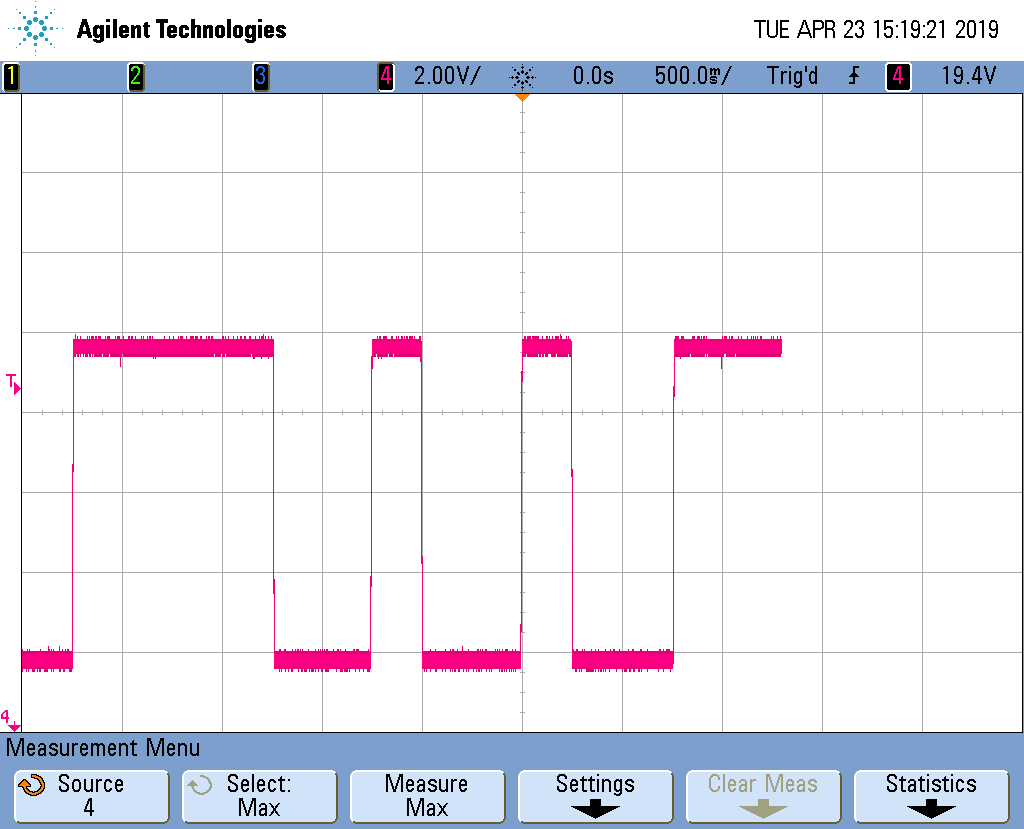 Agilent Technologies TUE APR 23 15:19:21 2019
1 2 3 4 2.00V/ 0.0s 500.0ms/ Trig'd 4 19.4V
T
4
Measurement Menu
Source Select: Measure Settings Clear Meas Statistics
4 Max Max